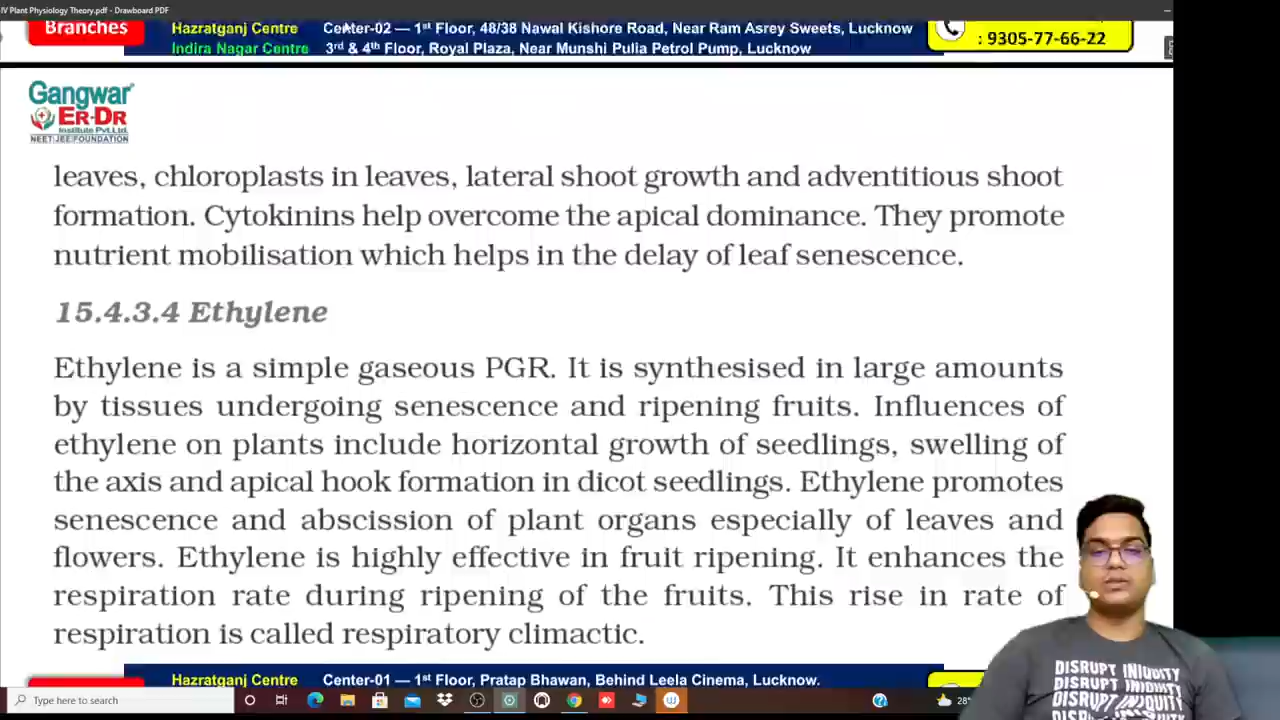 IV Plant Physiology Theory.pdf - Drawboard PDF
Branches
Hazratganj Centre Center-02 — 1st Floor, 48/38 Nawal Kishore Road, Near Ram Asrey Sweets, Lucknow
Indira Nagar Centre 3rd & 4th Floor, Royal Plaza, Near Munshi Pulia Petrol Pump, Lucknow
: 9305-77-66-22
Gangwar
ER-DR
Institute Pvt.Ltd.
NEET|JEE|FOUNDATION
leaves, chloroplasts in leaves, lateral shoot growth and adventitious shoot
formation. Cytokinins help overcome the apical dominance. They promote
nutrient mobilisation which helps in the delay of leaf senescence.
15.4.3.4 Ethylene
Ethylene is a simple gaseous PGR. It is synthesised in large amounts
by tissues undergoing senescence and ripening fruits. Influences of
ethylene on plants include horizontal growth of seedlings, swelling of
the axis and apical hook formation in dicot seedlings. Ethylene promotes
senescence and abscission of plant organs especially of leaves and
flowers. Ethylene is highly effective in fruit ripening. It enhances the
respiration rate during ripening of the fruits. This rise in rate of
respiration is called respiratory climactic.
Hazratganj Centre Center-01 — 1st Floor, Pratap Bhawan, Behind Leela Cinema, Lucknow.
Type here to search
28°
DISRUPT INIQUITY
DISRUPT INIQUITY
DISRUPT INIQUITY